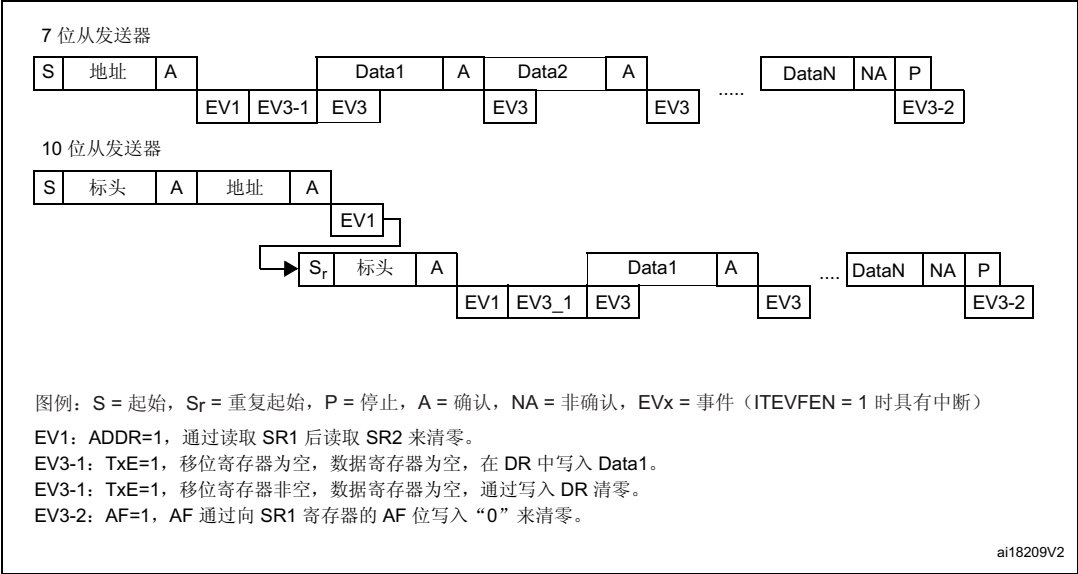 7 位从发送器
S 地址 A Data1 A Data2 A ..... DataN NA P
EV1 EV3-1 EV3 EV3 EV3 EV3-2
10 位从发送器
S 标头 A 地址 A
EV1
Sr 标头 A Data1 A .... DataN NA P
EV1 EV3_1 EV3 EV3 EV3-2
图例：S = 起始，Sr = 重复起始，P = 停止，A = 确认，NA = 非确认，EVx = 事件（ITEVFEN = 1 时具有中断）
EV1：ADDR=1，通过读取 SR1 后读取 SR2 来清零。
EV3-1：TxE=1，移位寄存器为空，数据寄存器为空，在 DR 中写入 Data1。
EV3-1：TxE=1，移位寄存器非空，数据寄存器为空，通过写入 DR 清零。
EV3-2：AF=1，AF 通过向 SR1 寄存器的 AF 位写入“0”来清零。
ai18209V2